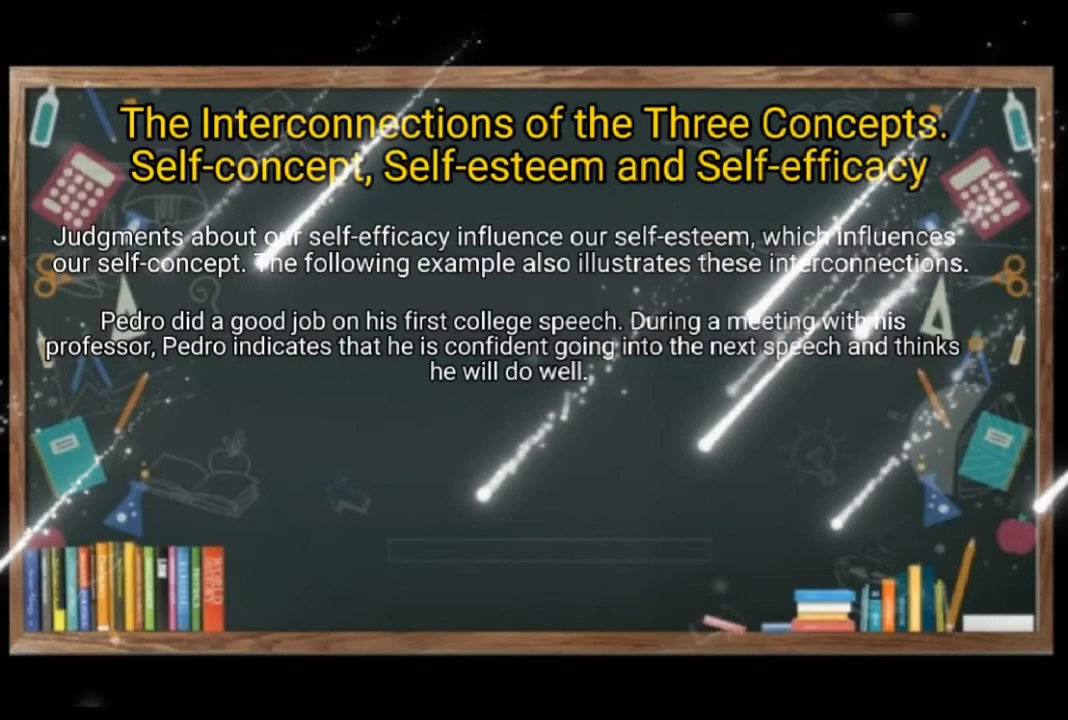 The Interconnections of the Three Concepts.
Self-concept, Self-esteem and Self-efficacy
Judgments about our self-efficacy influence our self-esteem, which influences
our self-concept. The following example also illustrates these interconnections.
Pedro did a good job on his first college speech. During a meeting with his
professor, Pedro indicates that he is confident going into the next speech and thinks
he will do well.